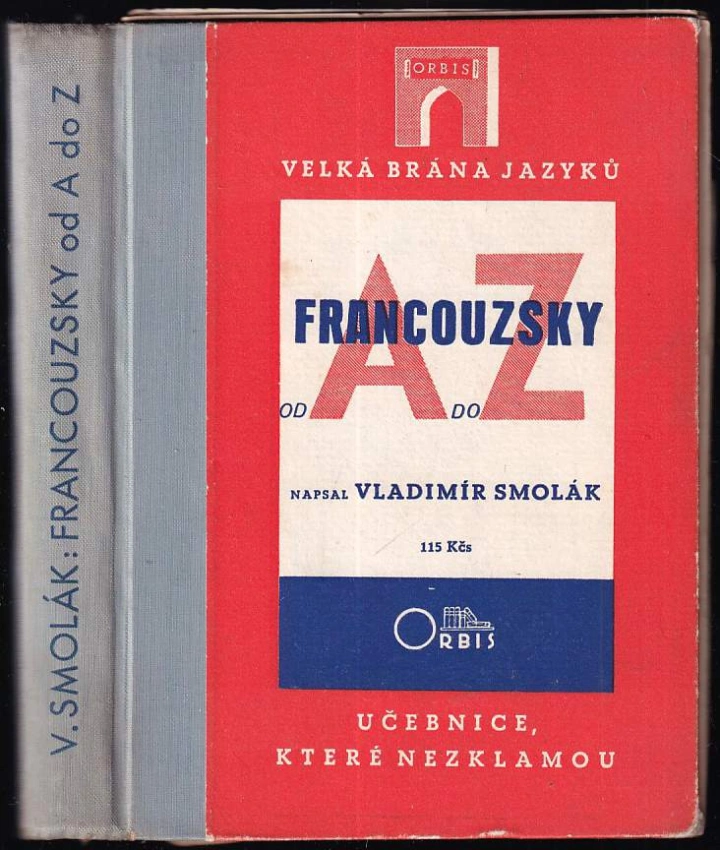 V. SMOLÁK: FRANCOUZSKY od A do Z
ORBIS
VELKÁ BRÁNA JAZYKŮ
A Z
FRANCOUZSKY
OD DO
NAPSAL VLADIMÍR SMOLÁK
115 Kčs
ORBIS
UČEBNICE,
KTERÉ NEZKLAMOU